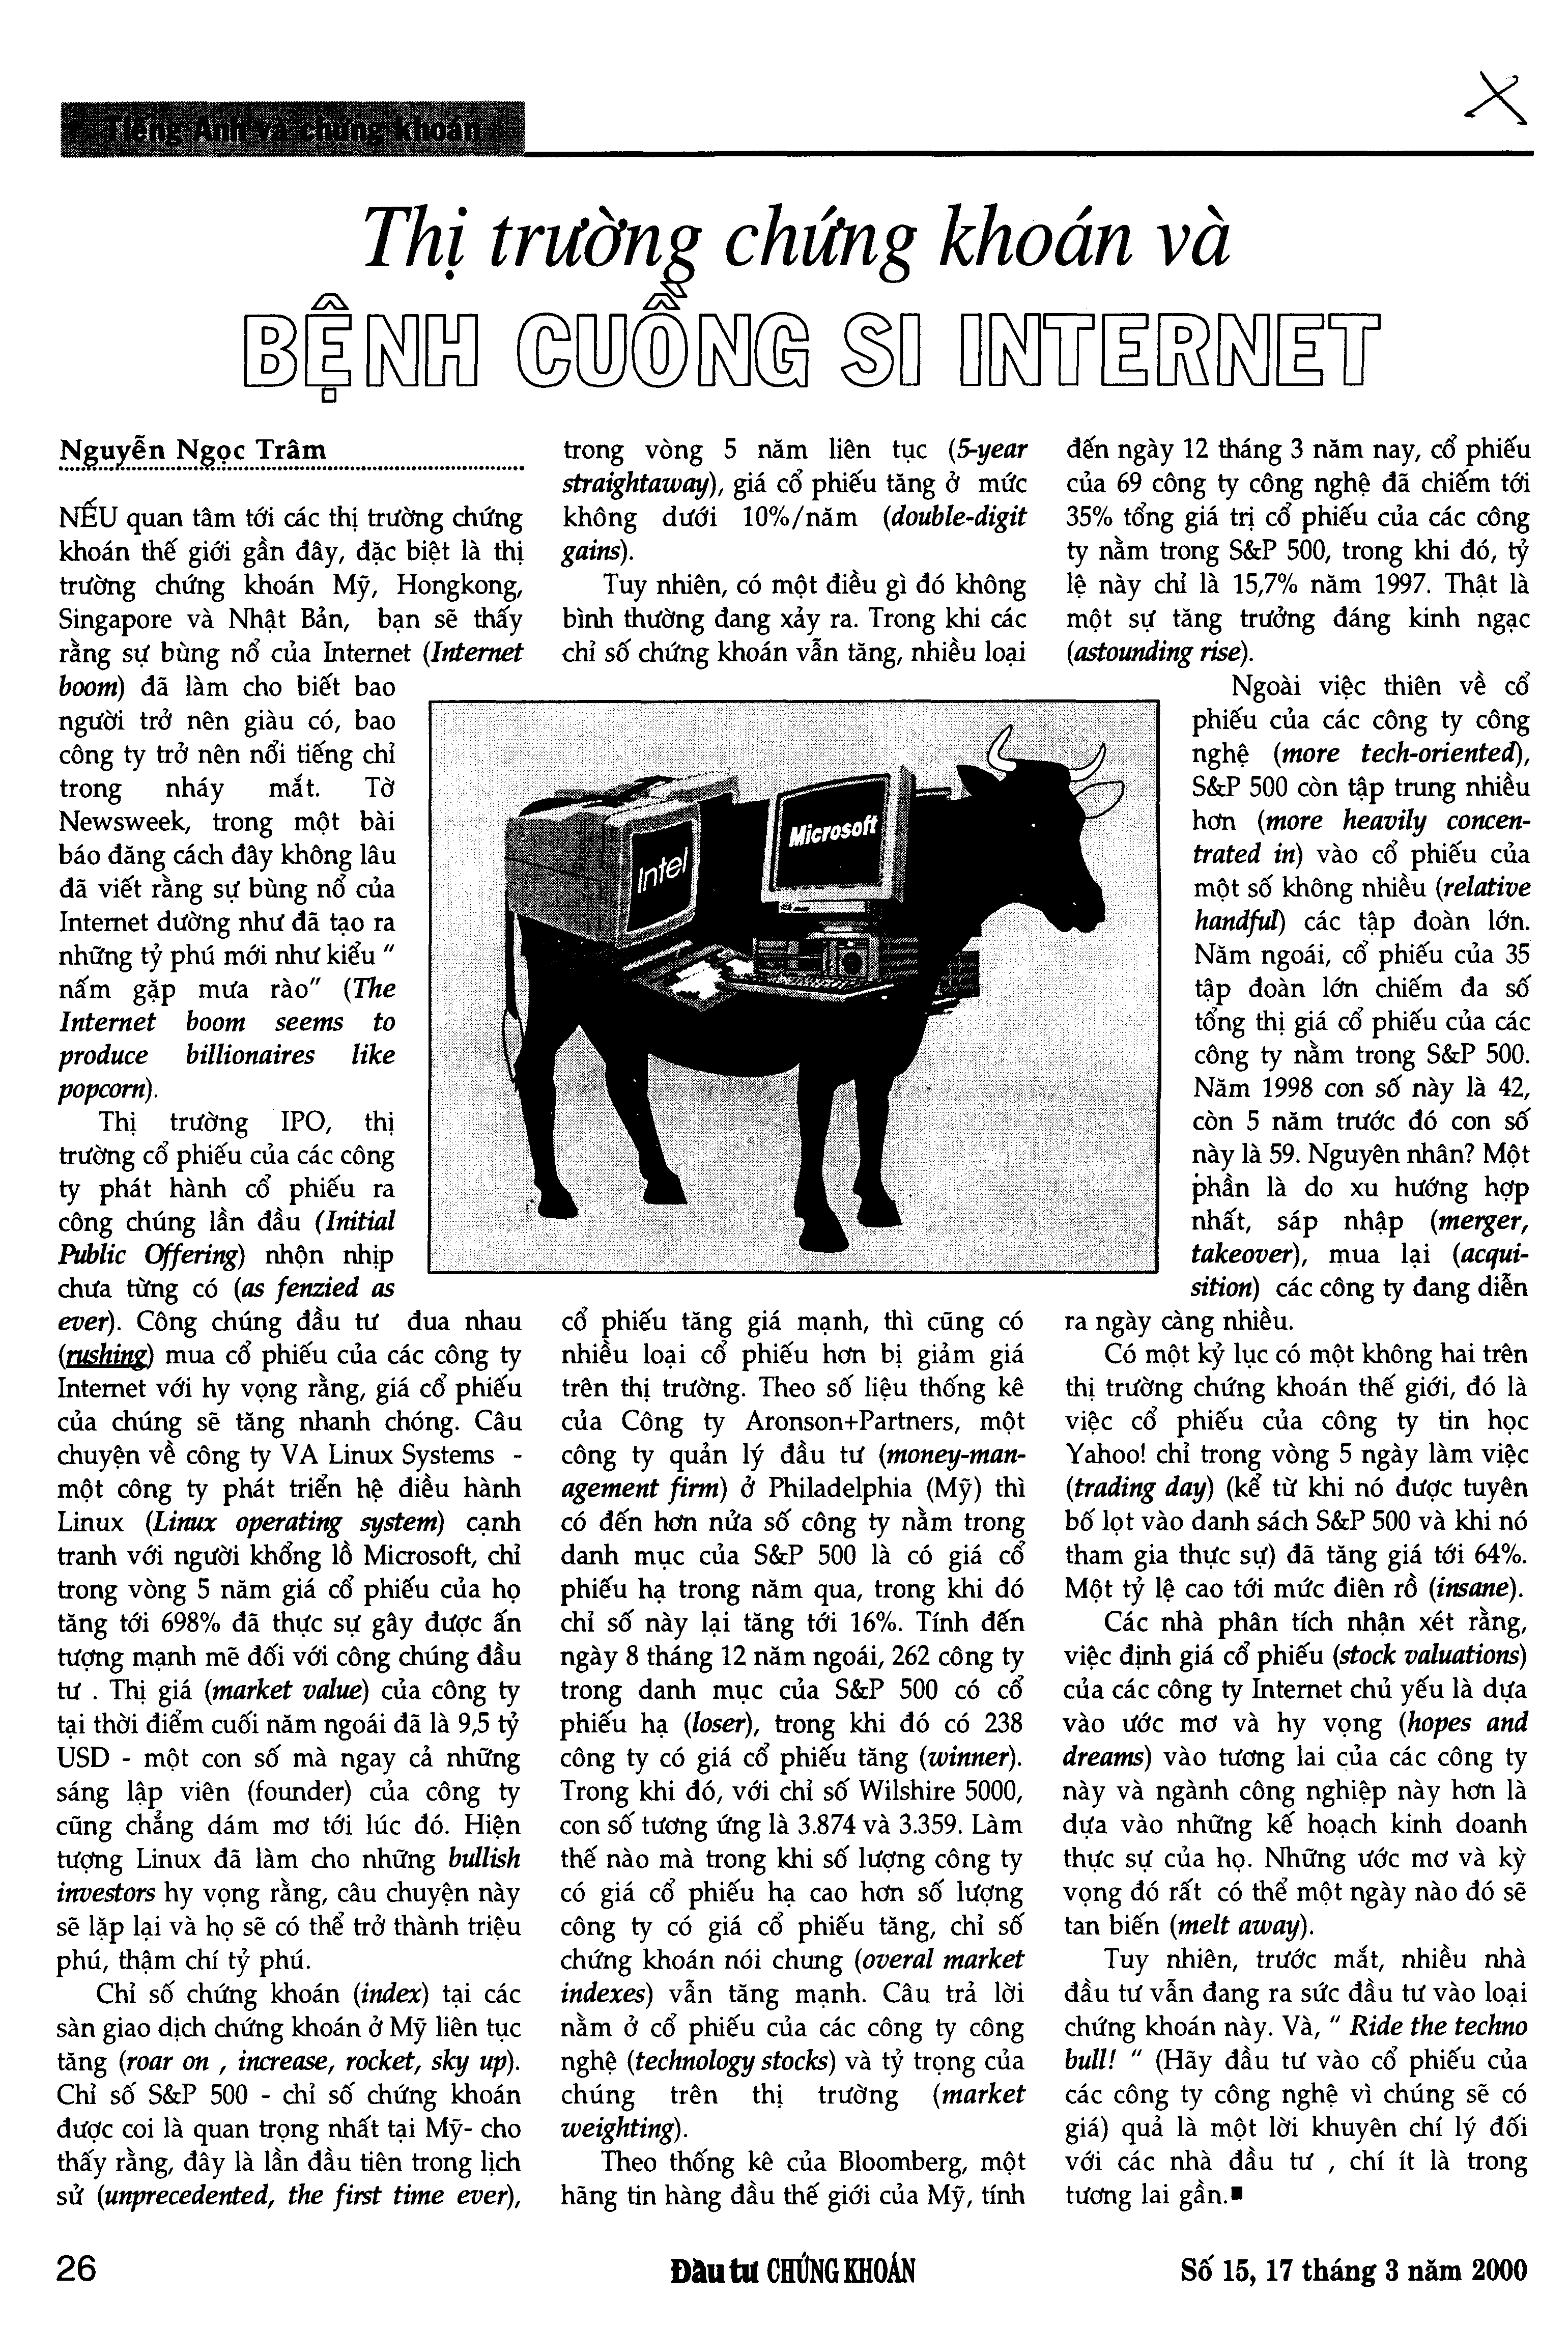 Tiếng Anh và chứng khoán
Thị trường chứng khoán và
BỆNH CUỒNG SI INTERNET
Nguyễn Ngọc Trâm
NẾU quan tâm tới các thị trường chứng
khoán thế giới gần đây, đặc biệt là thị
trường chứng khoán Mỹ, Hongkong,
Singapore và Nhật Bản, bạn sẽ thấy
rằng sự bùng nổ của Internet (Internet
boom) đã làm cho biết bao
người trở nên giàu có, bao
công ty trở nên nổi tiếng chỉ
trong nháy mắt. Tờ
Newsweek, trong một bài
báo đăng cách đây không lâu
đã viết rằng sự bùng nổ của
Internet dường như đã tạo ra
những tỷ phú mới như kiểu "
nấm gặp mưa rào" (The
Internet boom seems to
produce billionaires like
popcorn).
Thị trường IPO, thị
trường cổ phiếu của các công
ty phát hành cổ phiếu ra
công chúng lần đầu (Initial
Public Offering) nhộn nhịp
chưa từng có (as fenzied as
ever). Công chúng đầu tư đua nhau
(rushing) mua cổ phiếu của các công ty
Internet với hy vọng rằng, giá cổ phiếu
của chúng sẽ tăng nhanh chóng. Câu
chuyện về công ty VA Linux Systems -
một công ty phát triển hệ điều hành
Linux (Linux operating system) cạnh
tranh với người khổng lồ Microsoft, chỉ
trong vòng 5 năm giá cổ phiếu của họ
tăng tới 698% đã thực sự gây được ấn
tượng mạnh mẽ đối với công chúng đầu
tư . Thị giá (market value) của công ty
tại thời điểm cuối năm ngoái đã là 9,5 tỷ
USD - một con số mà ngay cả những
sáng lập viên (founder) của công ty
cũng chẳng dám mơ tới lúc đó. Hiện
tượng Linux đã làm cho những bullish
investors hy vọng rằng, câu chuyện này
sẽ lặp lại và họ sẽ có thể trở thành triệu
phú, thậm chí tỷ phú.
Chỉ số chứng khoán (index) tại các
sàn giao dịch chứng khoán ở Mỹ liên tục
tăng (roar on , increase, rocket, sky up).
Chỉ số S&P 500 - chỉ số chứng khoán
được coi là quan trọng nhất tại Mỹ- cho
thấy rằng, đây là lần đầu tiên trong lịch
sử (unprecedented, the first time ever),
trong vòng 5 năm liên tục (5-year
straightaway), giá cổ phiếu tăng ở mức
không dưới 10%/năm (double-digit
gains).
Tuy nhiên, có một điều gì đó không
bình thường đang xảy ra. Trong khi các
chỉ số chứng khoán vẫn tăng, nhiều loại
Intel
Microsoft
cổ phiếu tăng giá mạnh, thì cũng có
nhiều loại cổ phiếu hơn bị giảm giá
trên thị trường. Theo số liệu thống kê
của Công ty Aronson+Partners, một
công ty quản lý đầu tư (money-man-
agement firm) ở Philadelphia (Mỹ) thì
có đến hơn nửa số công ty nằm trong
danh mục của S&P 500 là có giá cổ
phiếu hạ trong năm qua, trong khi đó
chỉ số này lại tăng tới 16%. Tính đến
ngày 8 tháng 12 năm ngoái, 262 công ty
trong danh mục của S&P 500 có cổ
phiếu hạ (loser), trong khi đó có 238
công ty có giá cổ phiếu tăng (winner).
Trong khi đó, với chỉ số Wilshire 5000,
con số tương ứng là 3.874 và 3.359. Làm
thế nào mà trong khi số lượng công ty
có giá cổ phiếu hạ cao hơn số lượng
công ty có giá cổ phiếu tăng, chỉ số
chứng khoán nói chung (overal market
indexes) vẫn tăng mạnh. Câu trả lời
nằm ở cổ phiếu của các công ty công
nghệ (technology stocks) và tỷ trọng của
chúng trên thị trường (market
weighting).
Theo thống kê của Bloomberg, một
hãng tin hàng đầu thế giới của Mỹ, tính
đến ngày 12 tháng 3 năm nay, cổ phiếu
của 69 công ty công nghệ đã chiếm tới
35% tổng giá trị cổ phiếu của các công
ty nằm trong S&P 500, trong khi đó, tỷ
lệ này chỉ là 15,7% năm 1997. Thật là
một sự tăng trưởng đáng kinh ngạc
(astounding rise).
Ngoài việc thiên về cổ
phiếu của các công ty công
nghệ (more tech-oriented),
S&P 500 còn tập trung nhiều
hơn (more heavily concen-
trated in) vào cổ phiếu của
một số không nhiều (relative
handful) các tập đoàn lớn.
Năm ngoái, cổ phiếu của 35
tập đoàn lớn chiếm đa số
tổng thị giá cổ phiếu của các
công ty nằm trong S&P 500.
Năm 1998 con số này là 42,
còn 5 năm trước đó con số
này là 59. Nguyên nhân? Một
phần là do xu hướng hợp
nhất, sáp nhập (merger,
takeover), mua lại (acqui-
sition) các công ty đang diễn
ra ngày càng nhiều.
Có một kỷ lục có một không hai trên
thị trường chứng khoán thế giới, đó là
việc cổ phiếu của công ty tin học
Yahoo! chỉ trong vòng 5 ngày làm việc
(trading day) (kể từ khi nó được tuyên
bố lọt vào danh sách S&P 500 và khi nó
tham gia thực sự) đã tăng giá tới 64%.
Một tỷ lệ cao tới mức điên rồ (insane).
Các nhà phân tích nhận xét rằng,
việc định giá cổ phiếu (stock valuations)
của các công ty Internet chủ yếu là dựa
vào ước mơ và hy vọng (hopes and
dreams) vào tương lai của các công ty
này và ngành công nghiệp này hơn là
dựa vào những kế hoạch kinh doanh
thực sự của họ. Những ước mơ và kỳ
vọng đó rất có thể một ngày nào đó sẽ
tan biến (melt away).
Tuy nhiên, trước mắt, nhiều nhà
đầu tư vẫn đang ra sức đầu tư vào loại
chứng khoán này. Và, " Ride the techno
bull! " (Hãy đầu tư vào cổ phiếu của
các công ty công nghệ vì chúng sẽ có
giá) quả là một lời khuyên chí lý đối
với các nhà đầu tư , chí ít là trong
tương lai gần.■
26
Đầu tư CHỨNG KHOÁN
Số 15, 17 tháng 3 năm 2000